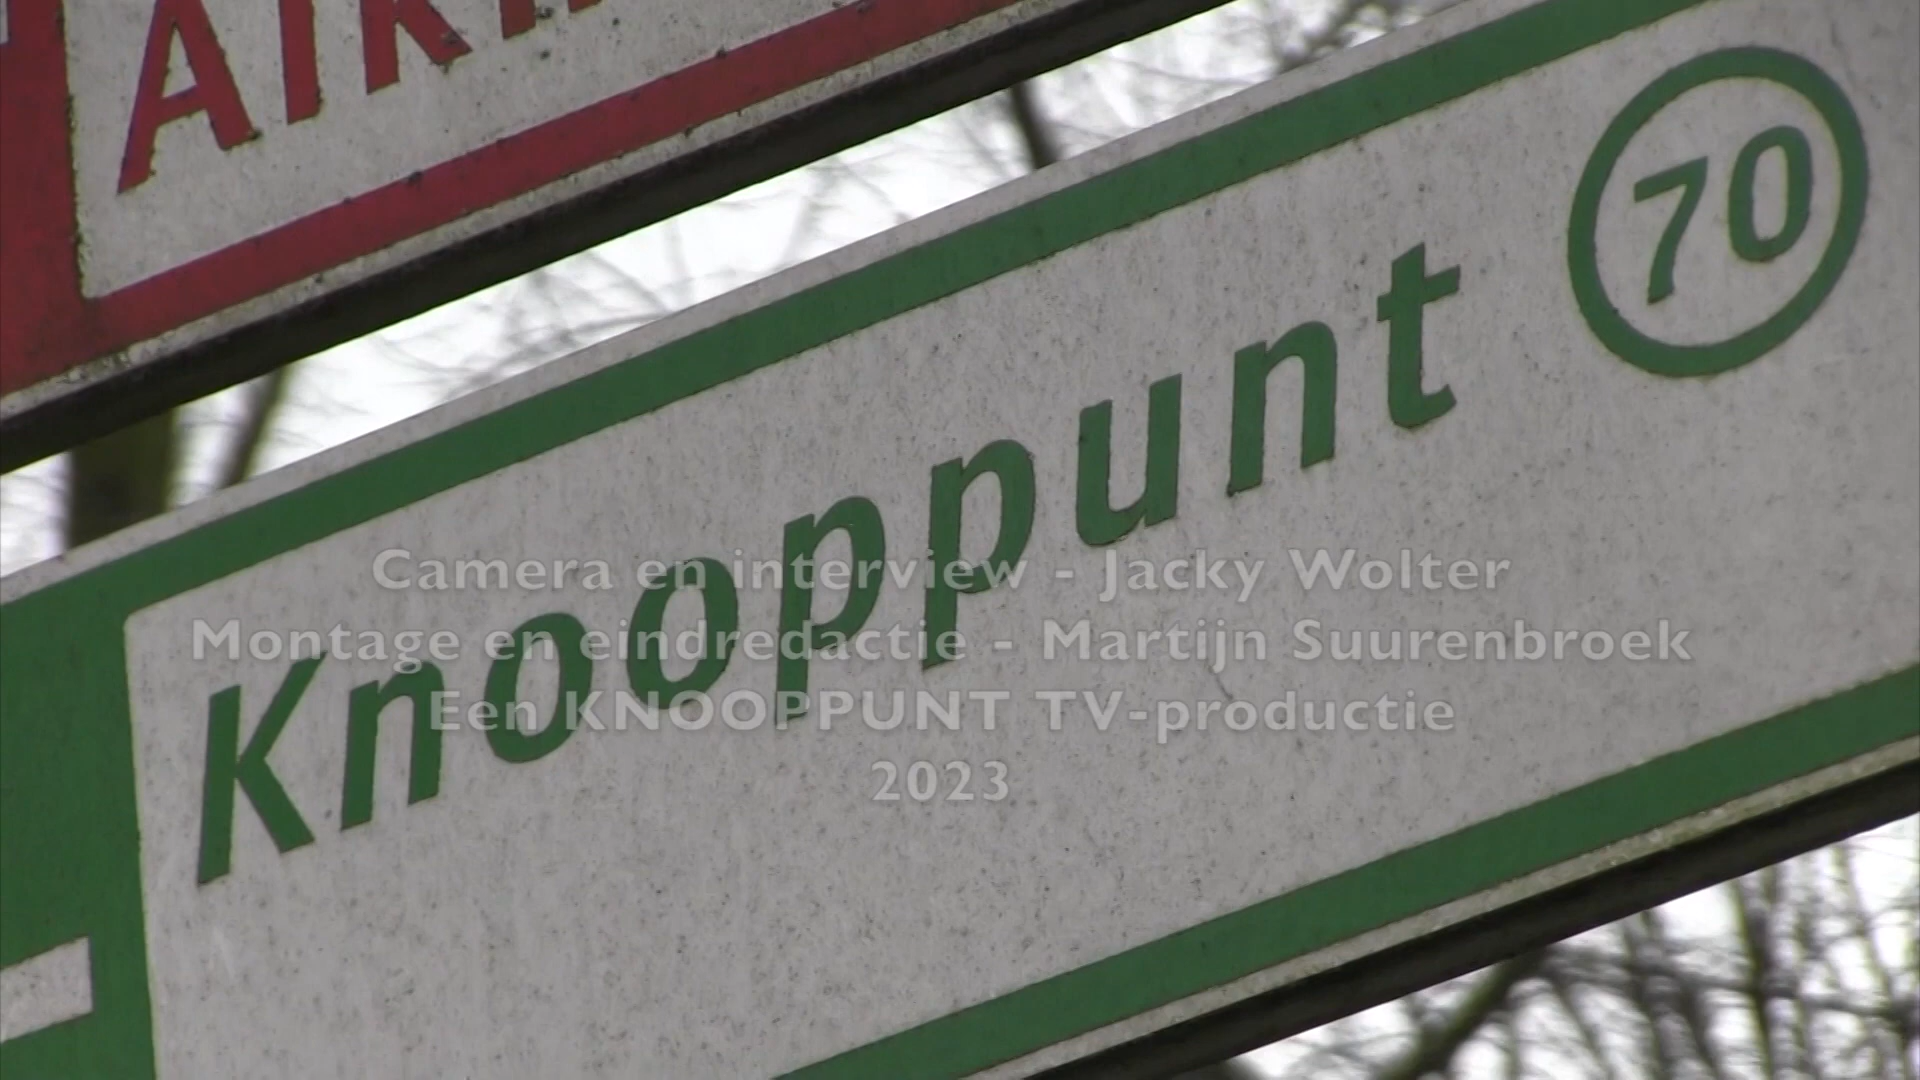 Knooppunt 70
Camera en interview - Jacky Wolter
Montage en eindredactie - Martijn Suurenbroek
Een KNOOPPUNT TV-productie
2023